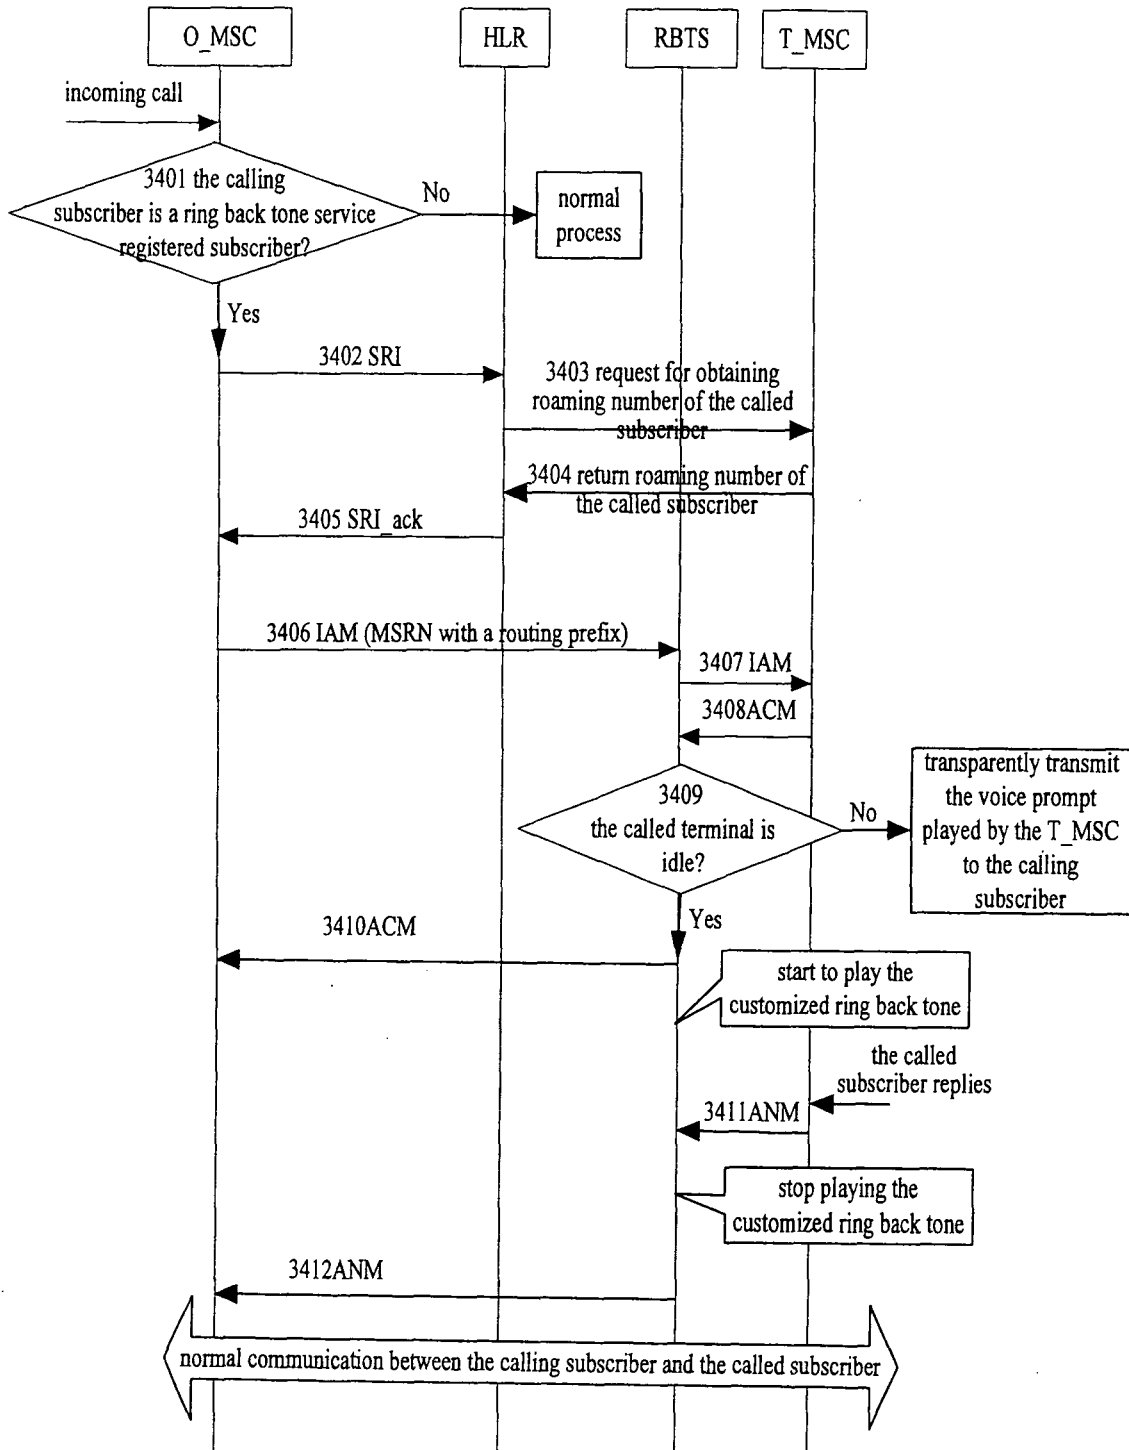 O_MSC
HLR
RBTS
T_MSC
incoming call
3401 the calling
subscriber is a ring back tone service
registered subscriber?
No
normal
process
Yes
3402 SRI
3403 request for obtaining
roaming number of the called
subscriber
3404 return roaming number of
the called subscriber
3405 SRI_ack
3406 IAM (MSRN with a routing prefix)
3407 IAM
3408ACM
3409
the called terminal is
idle?
No
transparently transmit
the voice prompt
played by the T_MSC
to the calling
subscriber
Yes
3410ACM
start to play the
customized ring back tone
the called
subscriber replies
3411ANM
stop playing the
customized ring back tone
3412ANM
normal communication between the calling subscriber and the called subscriber